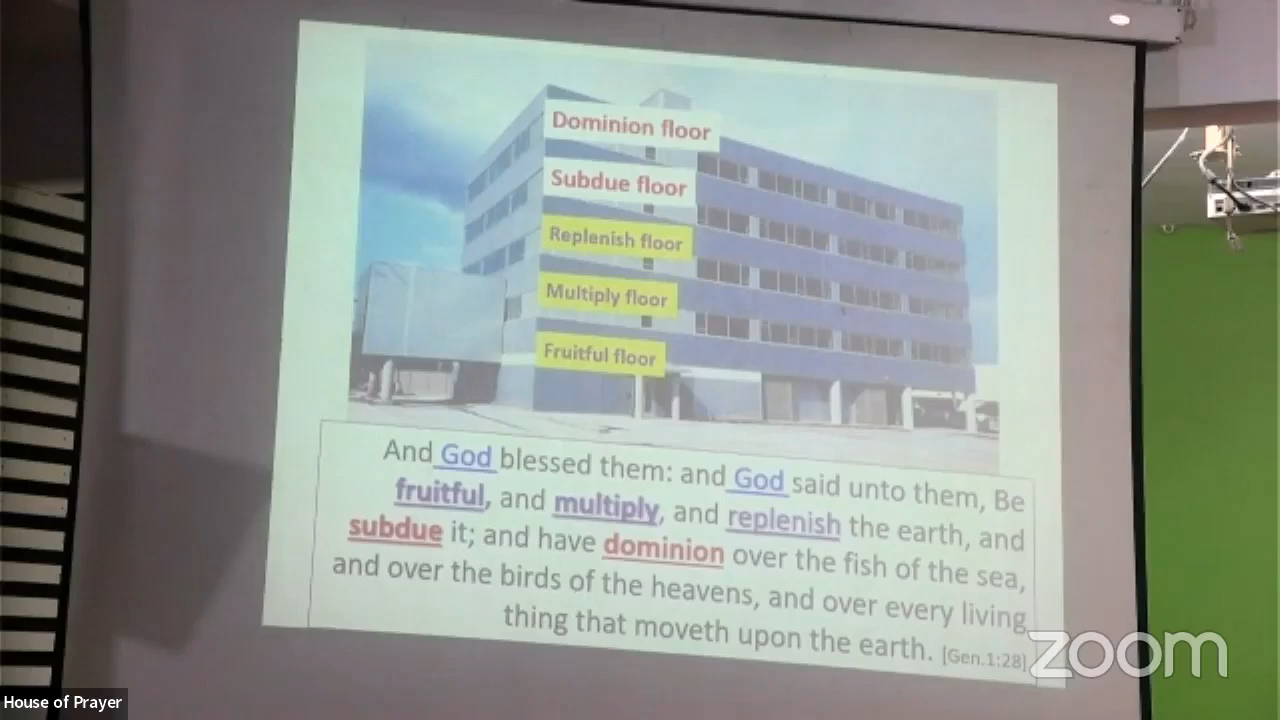 Dominion floor
Subdue floor
Replenish floor
Multiply floor
Fruitful floor
And God blessed them: and God said unto them, Be
fruitful, and multiply, and replenish the earth, and
subdue it; and have dominion over the fish of the sea,
and over the birds of the heavens, and over every living
thing that moveth upon the earth. [Gen.1:28]
zoom
House of Prayer